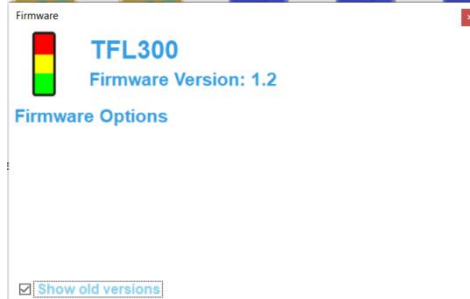 Firmware
TFL300
Firmware Version: 1.2
Firmware Options
Show old versions